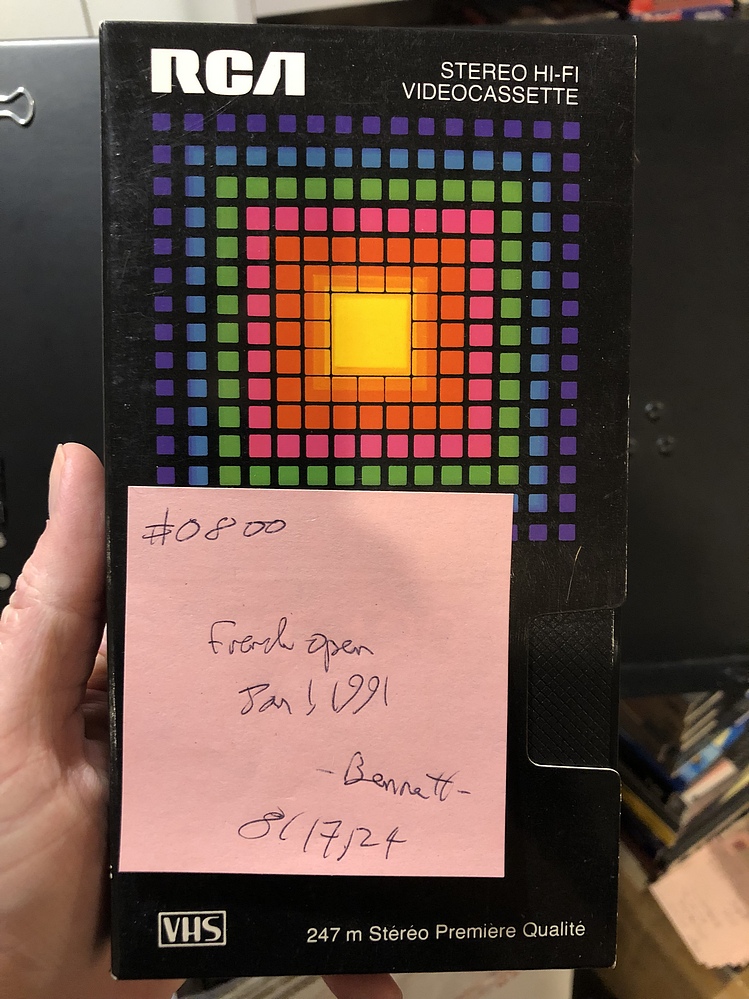 RCA
STEREO HI-FI
VIDEOCASSETTE
#0800
French open
Jan 1, 1991
-Bennett-
8/17/24
VHS
247 m Stéréo Première Qualité